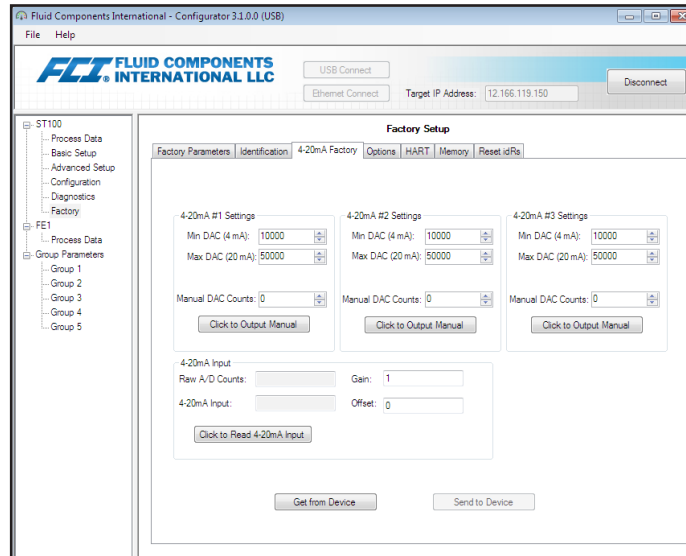 Fluid Components International - Configurator 3.1.0.0 (USB)
File Help
FCI FLUID COMPONENTS
® INTERNATIONAL LLC
USB Connect
Ethernet Connect
Target IP Address: 12.166.119.150
Disconnect
ST100
Process Data
Basic Setup
Advanced Setup
Configuration
Diagnostics
Factory
FE1
Process Data
Group Parameters
Group 1
Group 2
Group 3
Group 4
Group 5
Factory Setup
Factory Parameters Identification 4-20mA Factory Options HART Memory Reset idRs
4-20mA #1 Settings
Min DAC (4 mA): 10000
Max DAC (20 mA): 50000
Manual DAC Counts: 0
Click to Output Manual
4-20mA #2 Settings
Min DAC (4 mA): 10000
Max DAC (20 mA): 50000
Manual DAC Counts: 0
Click to Output Manual
4-20mA #3 Settings
Min DAC (4 mA): 10000
Max DAC (20 mA): 50000
Manual DAC Counts: 0
Click to Output Manual
4-20mA Input
Raw A/D Counts: Gain: 1
4-20mA Input: Offset: 0
Click to Read 4-20mA Input
Get from Device
Send to Device